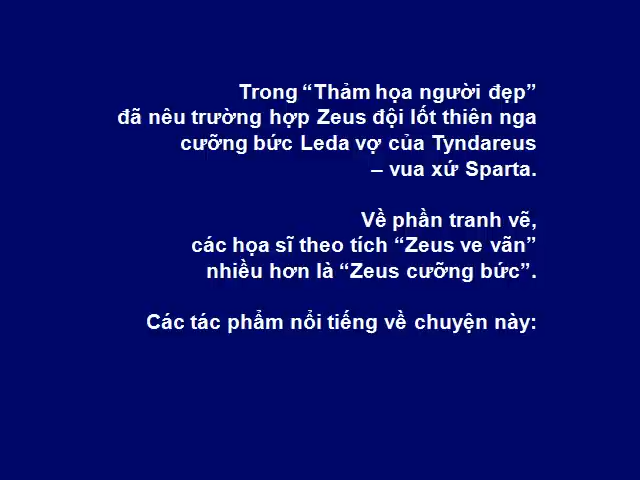 Trong “Thảm họa người đẹp”
đã nêu trường hợp Zeus đội lốt thiên nga
cưỡng bức Leda vợ của Tyndareus
– vua xứ Sparta.
Về phần tranh vẽ,
các họa sĩ theo tích “Zeus ve vãn”
nhiều hơn là “Zeus cưỡng bức”.
Các tác phẩm nổi tiếng về chuyện này: